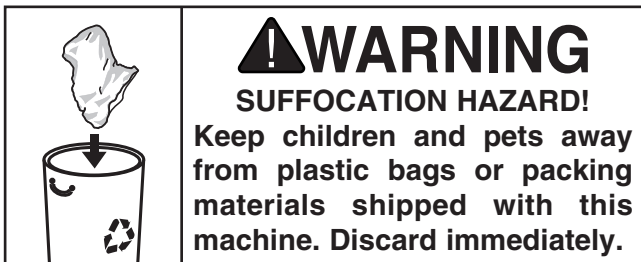 WARNING
SUFFOCATION HAZARD!
Keep children and pets away
from plastic bags or packing
materials shipped with this
machine. Discard immediately.